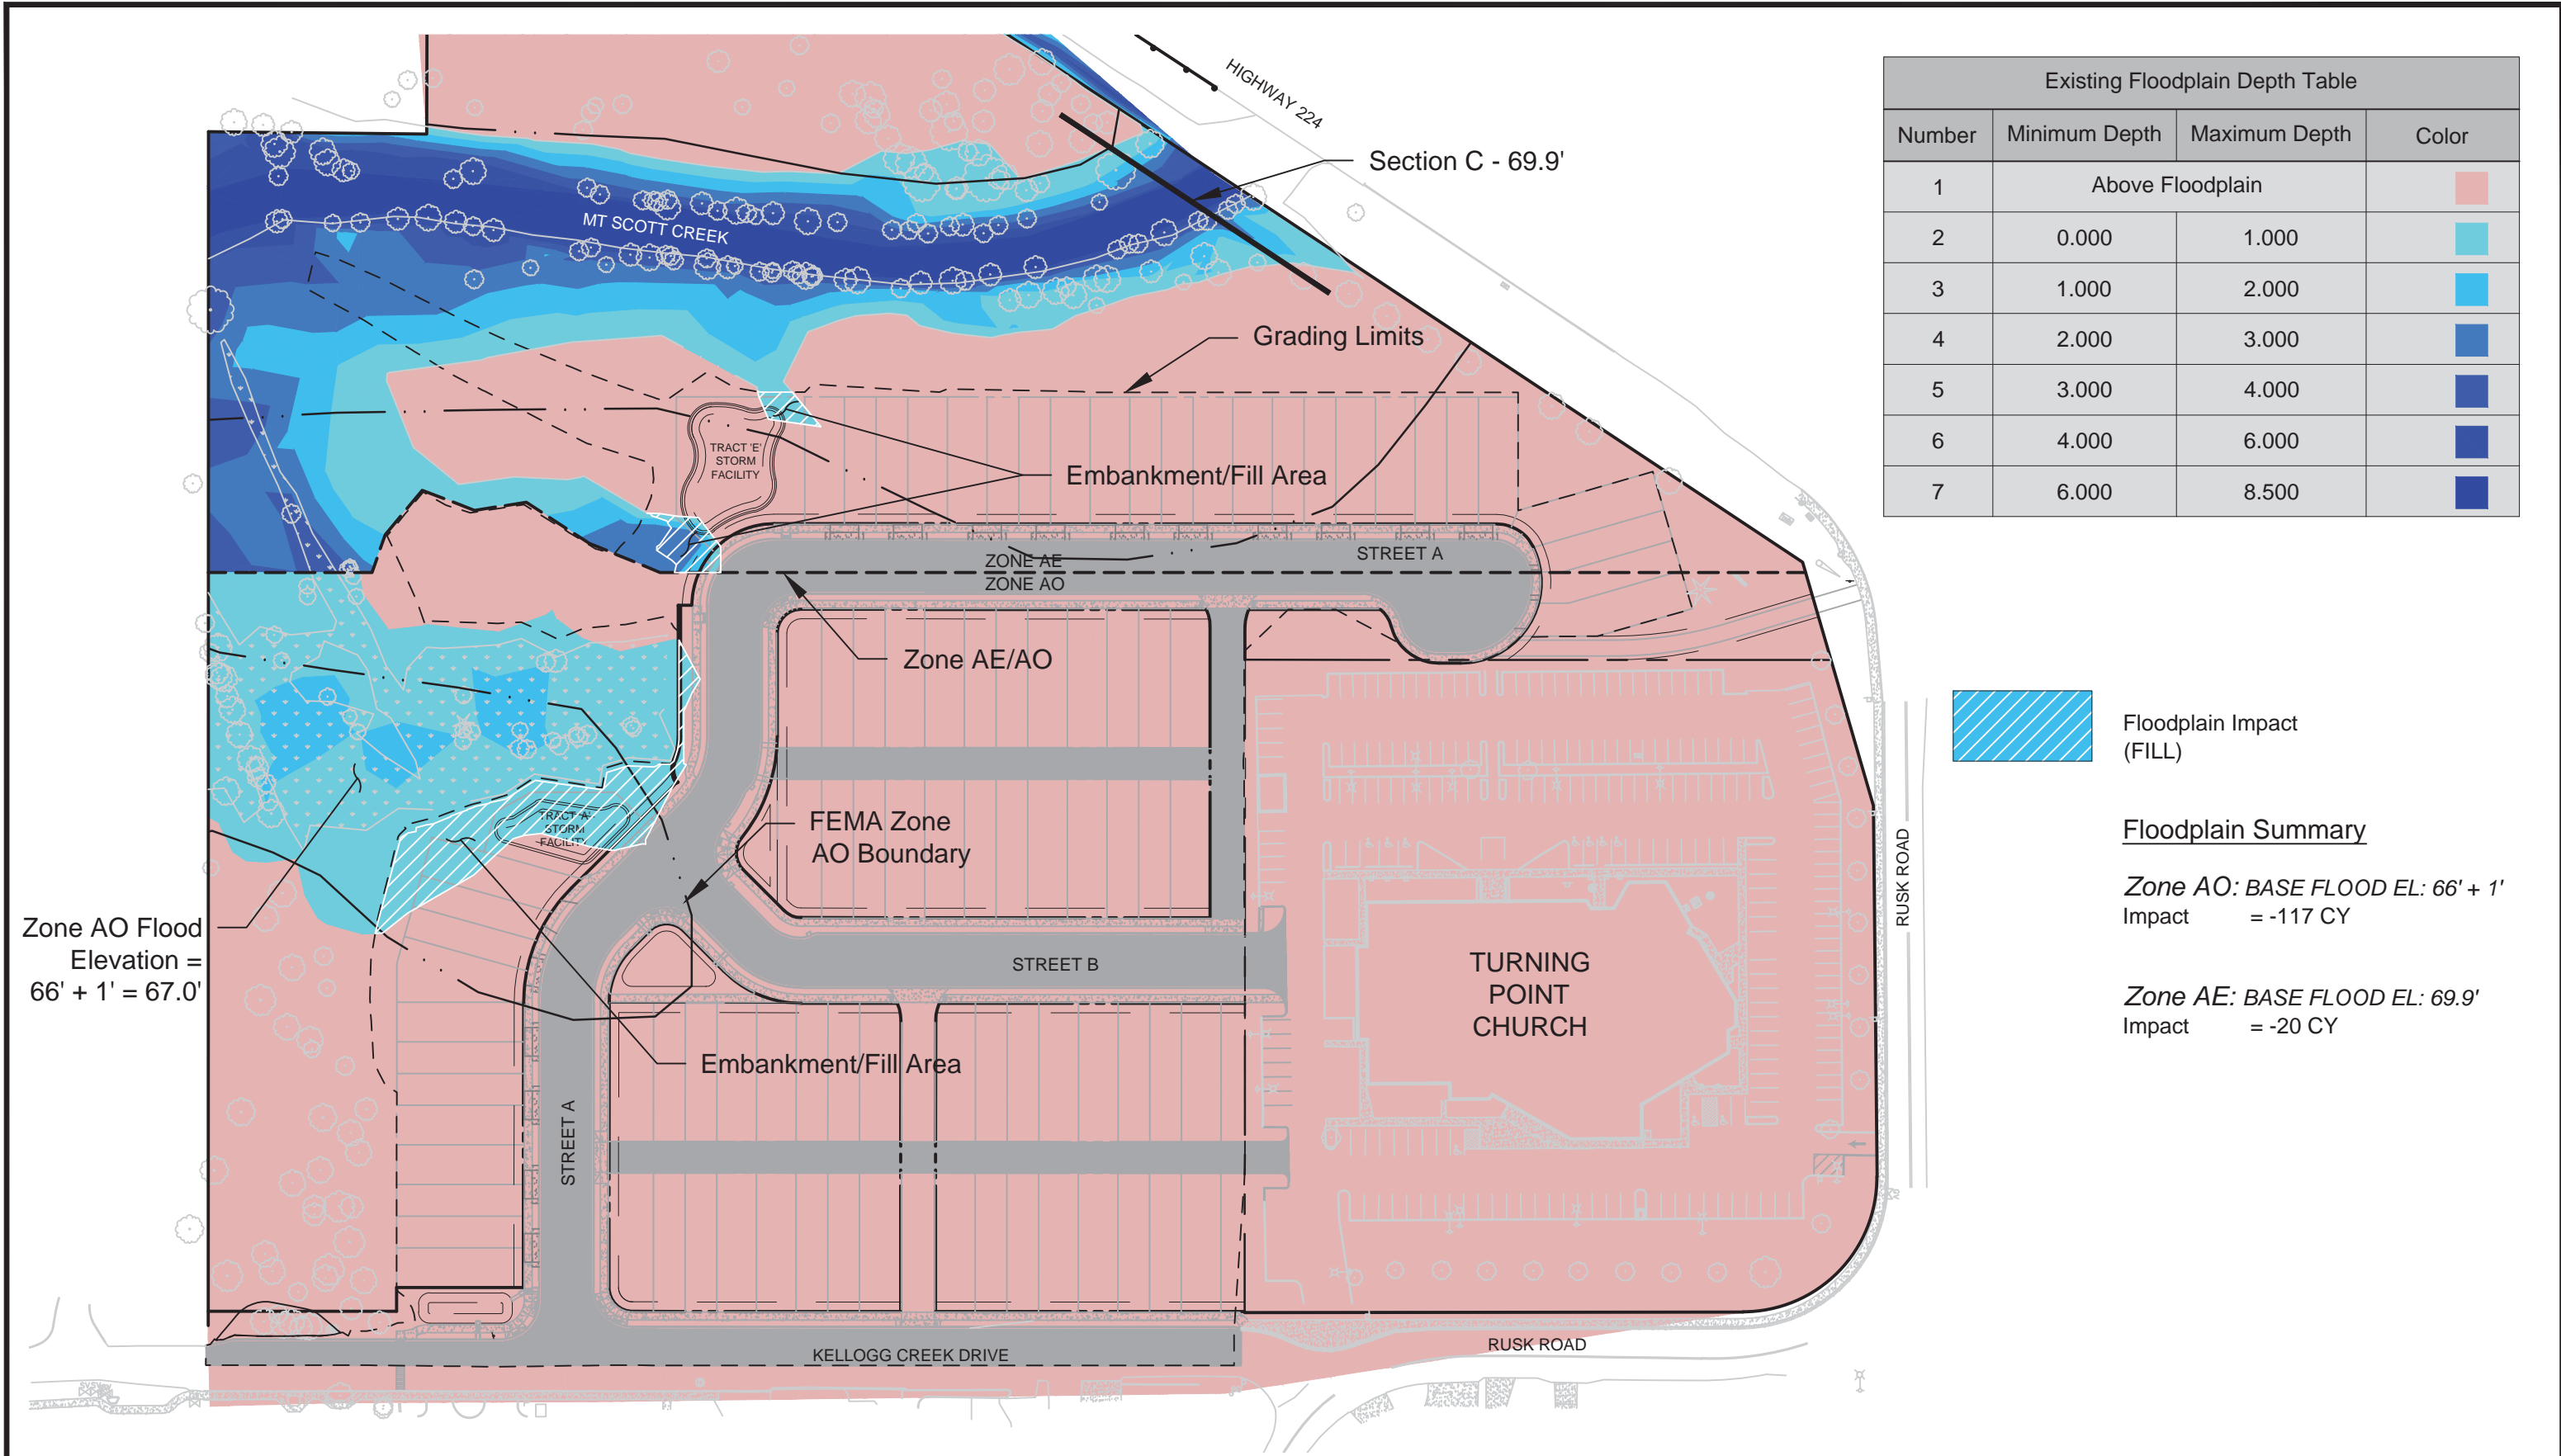 HIGHWAY 224
Section C - 69.9'
MT SCOTT CREEK
Grading Limits
TRACT 'E'
STORM
FACILITY
Embankment/Fill Area
ZONE AE
ZONE AO
STREET A
Zone AE/AO
TRACT 'A'
STORM
FACILITY
FEMA Zone
AO Boundary
Zone AO Flood
Elevation =
66' + 1' = 67.0'
STREET B
Embankment/Fill Area
STREET A
TURNING
POINT
CHURCH
RUSK ROAD
KELLOGG CREEK DRIVE
RUSK ROAD
Existing Floodplain Depth Table
Number Minimum Depth Maximum Depth Color
1 Above Floodplain
2 0.000 1.000
3 1.000 2.000
4 2.000 3.000
5 3.000 4.000
6 4.000 6.000
7 6.000 8.500
Floodplain Impact
(FILL)
Floodplain Summary
Zone AO: BASE FLOOD EL: 66' + 1'
Impact = -117 CY
Zone AE: BASE FLOOD EL: 69.9'
Impact = -20 CY